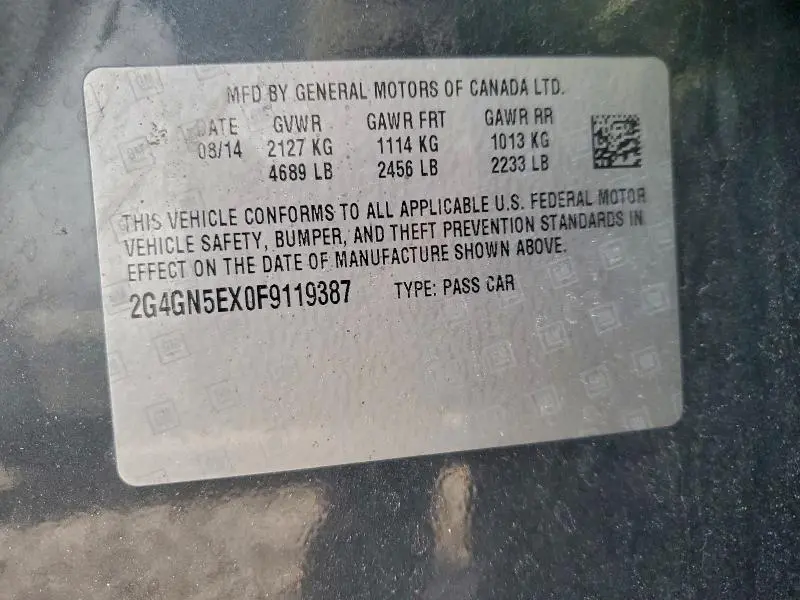 MFD BY GENERAL MOTORS OF CANADA LTD.
DATE GVWR GAWR FRT GAWR RR
08/14 2127 KG 1114 KG 1013 KG
4689 LB 2456 LB 2233 LB
THIS VEHICLE CONFORMS TO ALL APPLICABLE U.S. FEDERAL MOTOR
VEHICLE SAFETY, BUMPER, AND THEFT PREVENTION STANDARDS IN
EFFECT ON THE DATE OF MANUFACTURE SHOWN ABOVE.
2G4GN5EX0F9119387 TYPE: PASS CAR